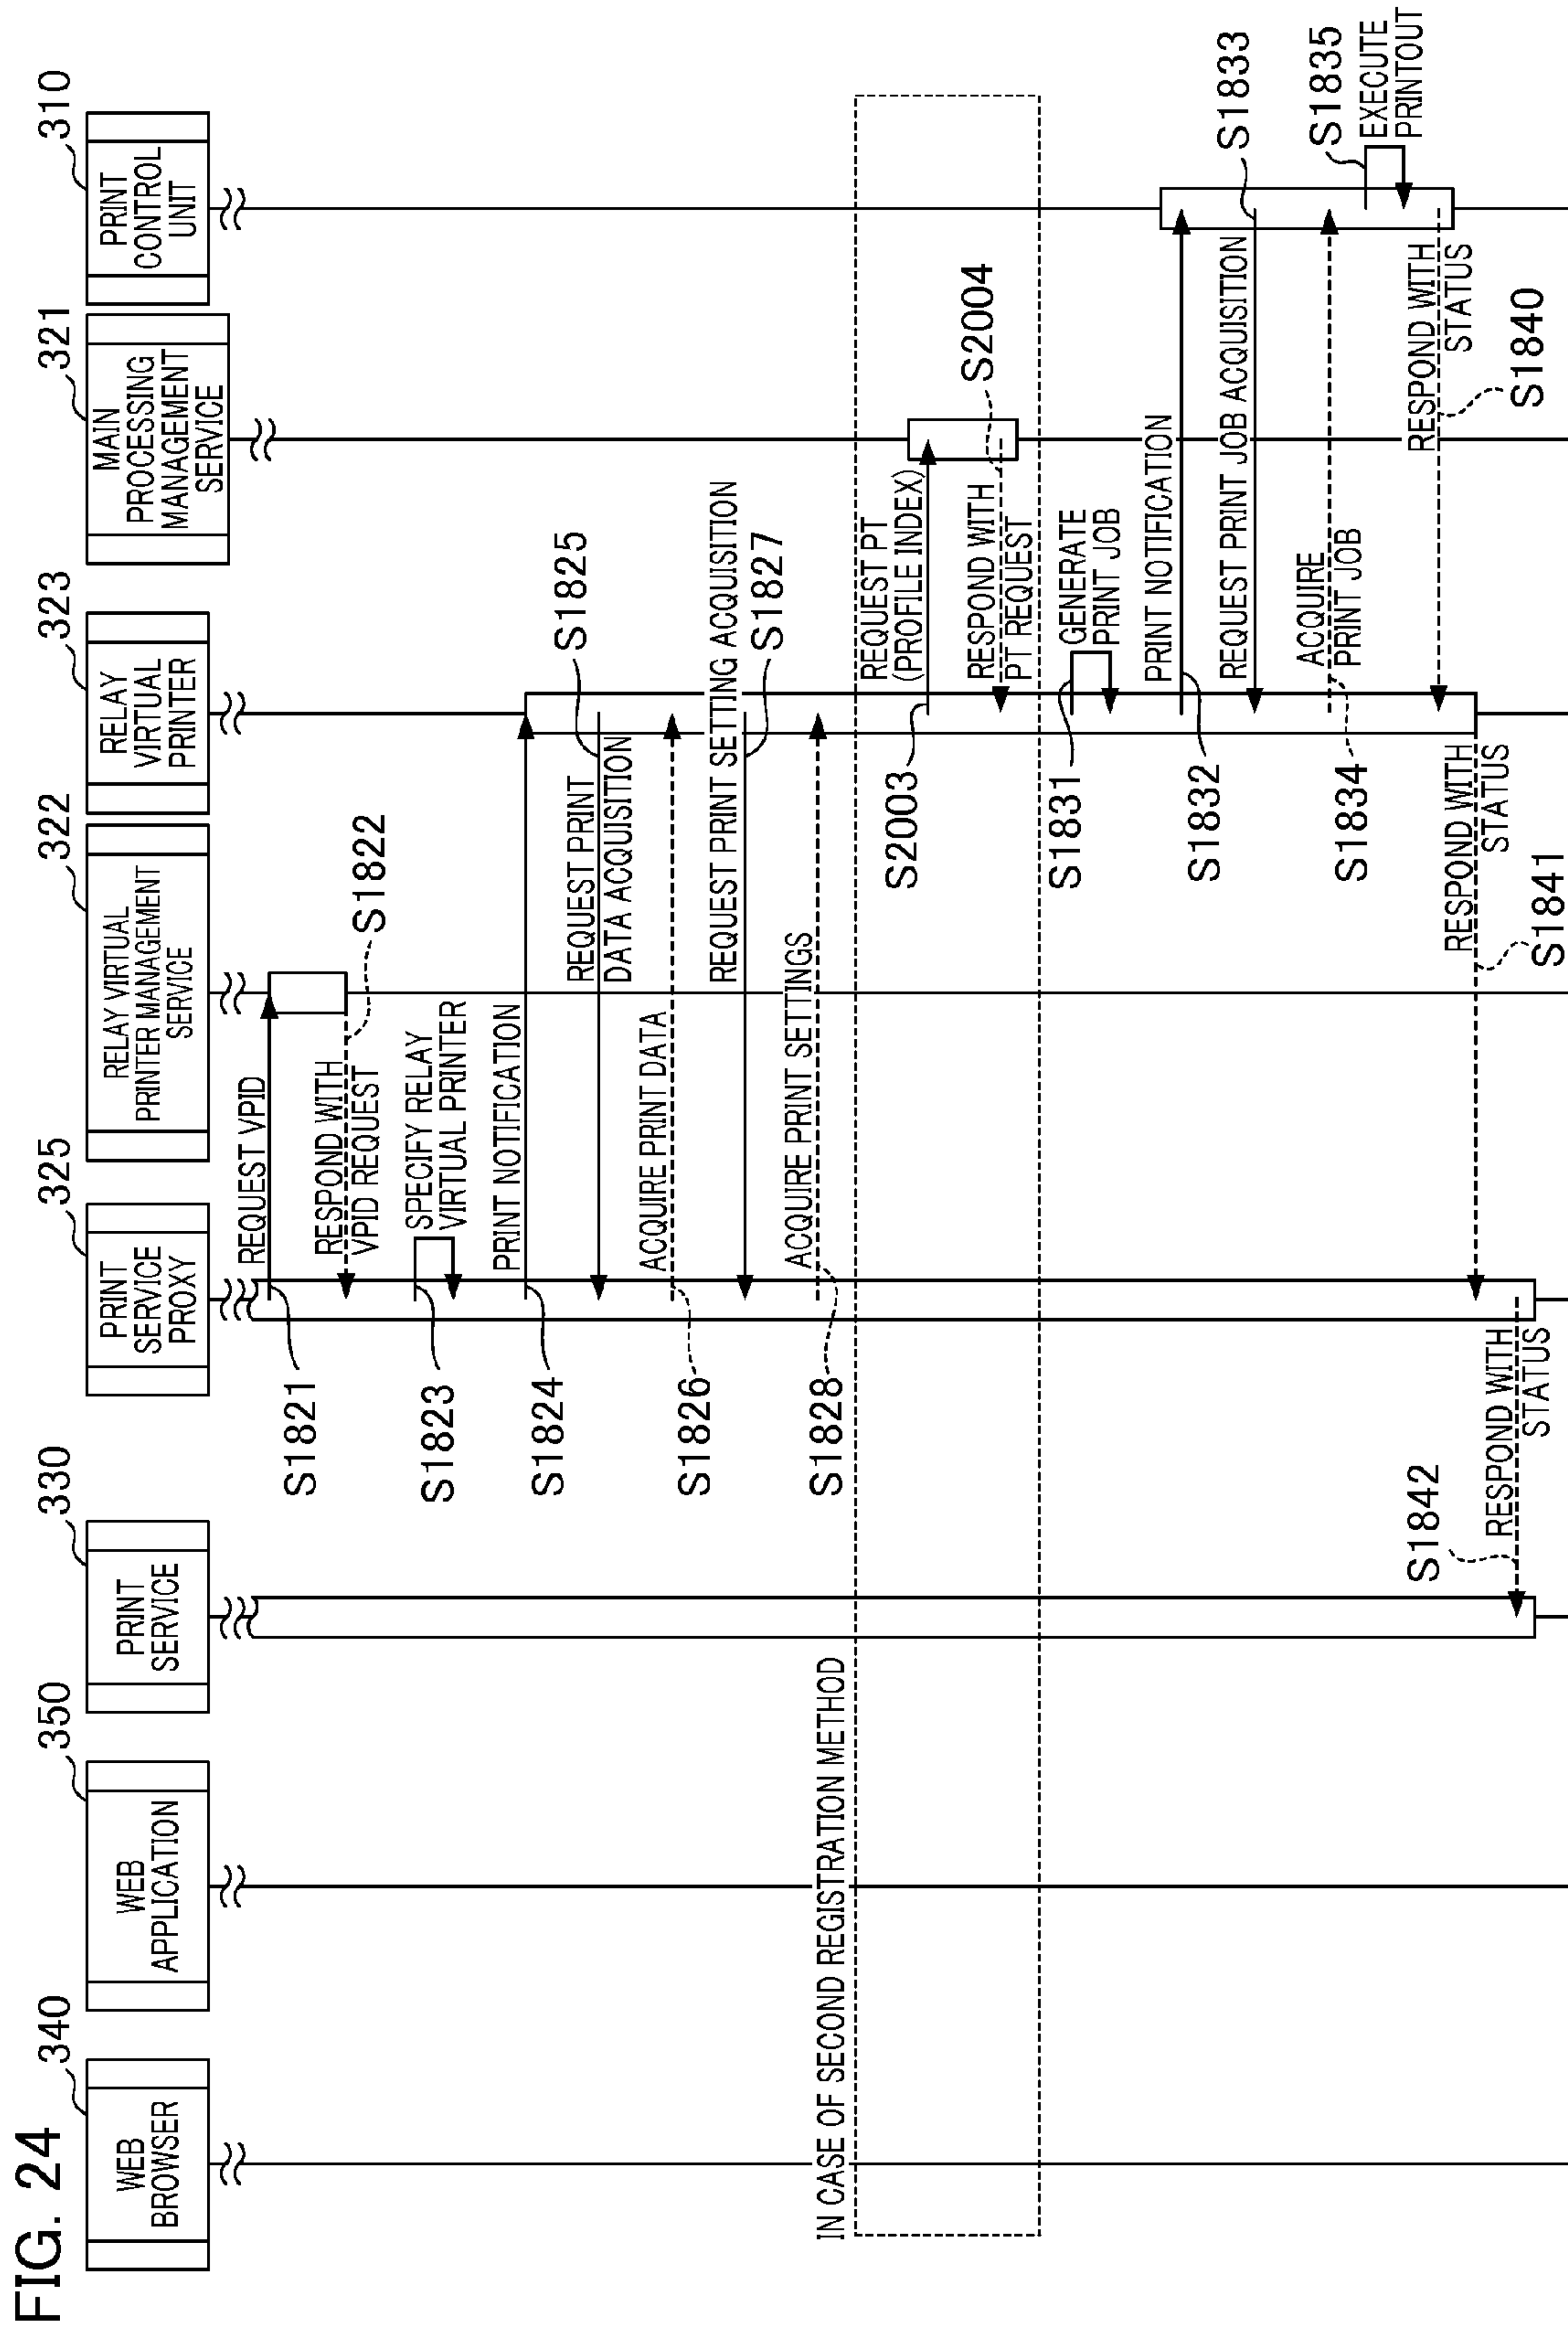 FIG. 24
340
WEB
BROWSER
350
WEB
APPLICATION
330
PRINT
SERVICE
325
PRINT
SERVICE
PROXY
322
RELAY VIRTUAL
PRINTER MANAGEMENT
SERVICE
323
RELAY
VIRTUAL
PRINTER
321
MAIN
PROCESSING
MANAGEMENT
SERVICE
310
PRINT
CONTROL
UNIT
S1821
REQUEST VPID
RESPOND WITH
VPID REQUEST
S1822
S1823
SPECIFY RELAY
VIRTUAL PRINTER
S1824
PRINT NOTIFICATION
REQUEST PRINT
DATA ACQUISITION
S1825
S1826
ACQUIRE PRINT DATA
REQUEST PRINT SETTING ACQUISITION
S1827
S1828
ACQUIRE PRINT SETTINGS
IN CASE OF SECOND REGISTRATION METHOD
S2003
REQUEST PT
(PROFILE INDEX)
RESPOND WITH
PT REQUEST
S2004
S1831
GENERATE
PRINT JOB
S1832
PRINT NOTIFICATION
REQUEST PRINT JOB ACQUISITION
S1833
S1834
ACQUIRE
PRINT JOB
S1835
EXECUTE
PRINTOUT
RESPOND WITH
STATUS
S1840
RESPOND WITH
STATUS
S1841
S1842
RESPOND WITH
STATUS